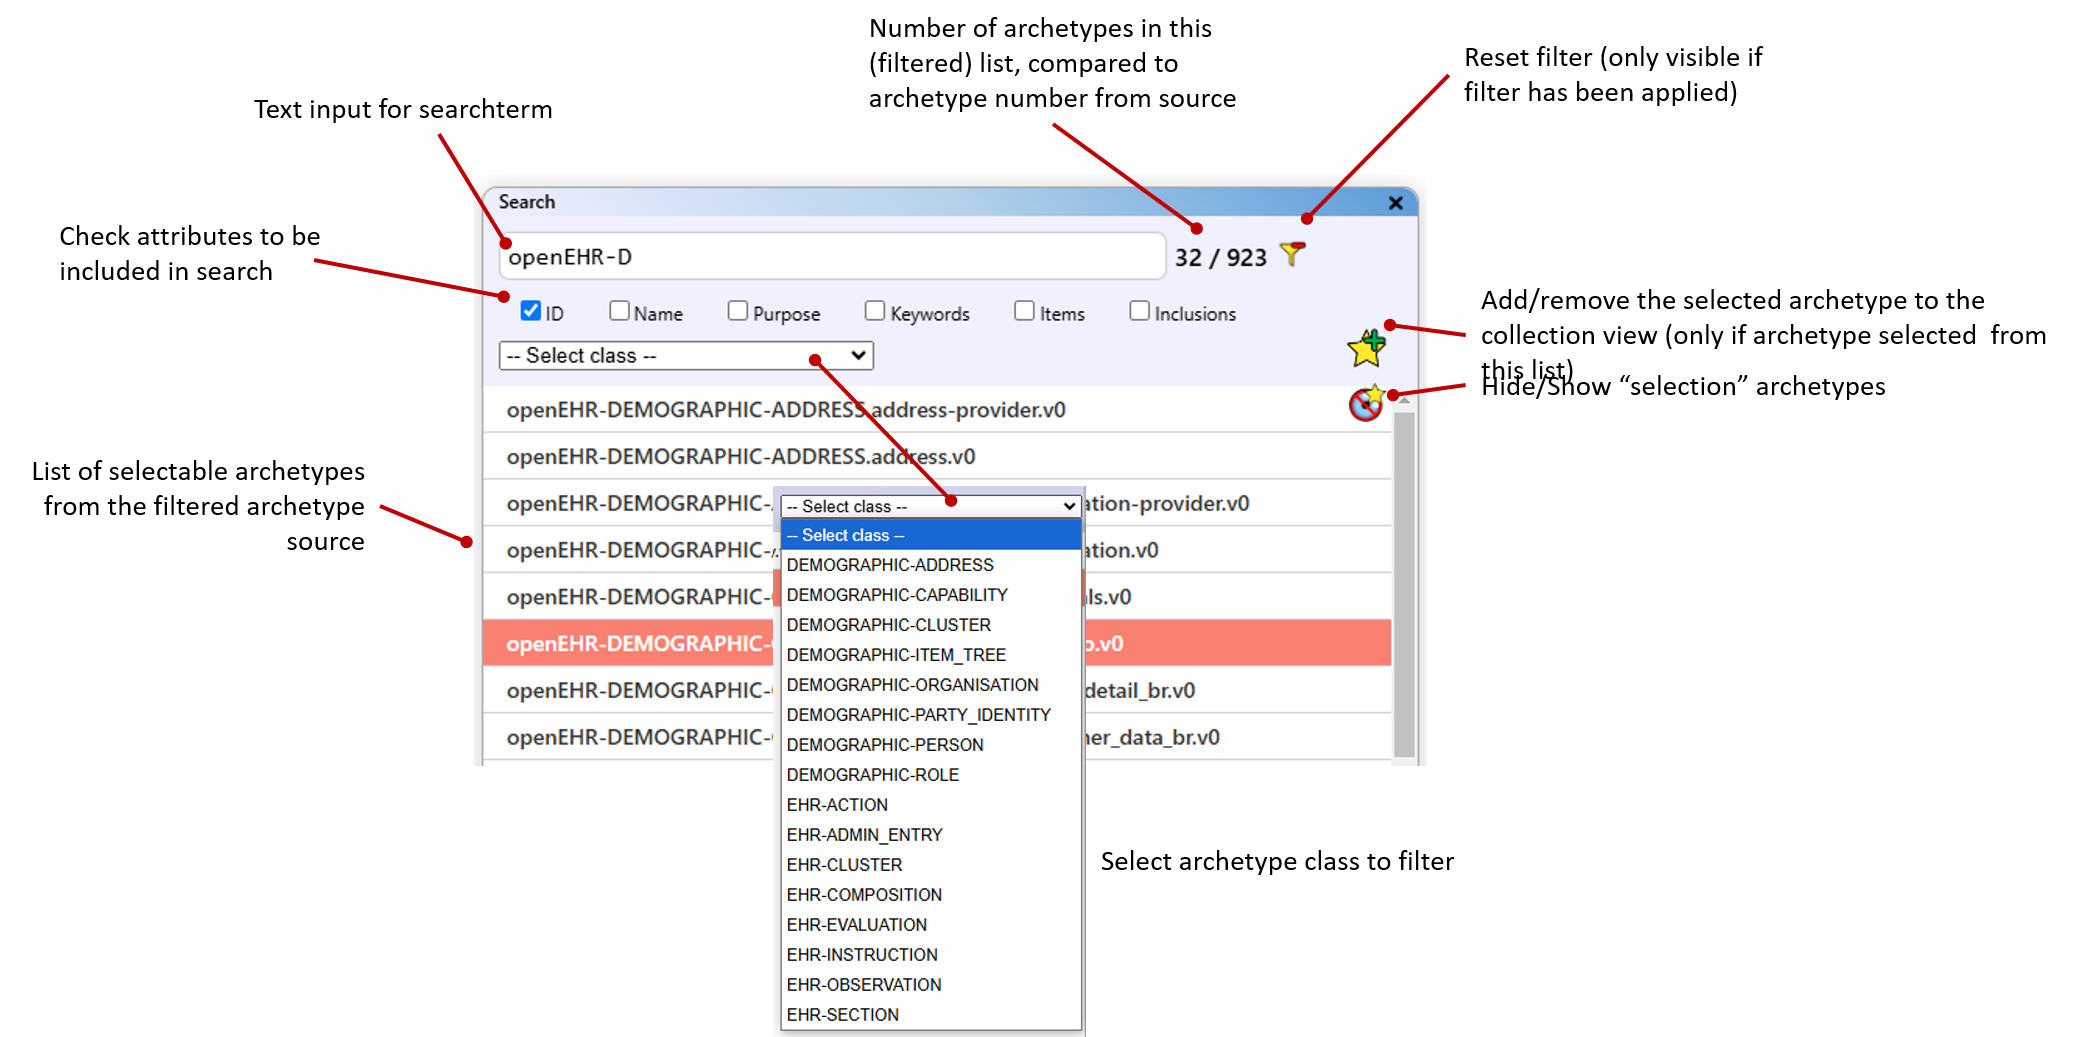 Number of archetypes in this
(filtered) list, compared to
archetype number from source
Reset filter (only visible if
filter has been applied)
Text input for searchterm
Check attributes to be
included in search
Search
openEHR-D
32 / 923
ID Name Purpose Keywords Items Inclusions
-- Select class --
Add/remove the selected archetype to the
collection view (only if archetype selected from
this list)
Hide/Show “selection” archetypes
List of selectable archetypes
from the filtered archetype
source
openEHR-DEMOGRAPHIC-ADDRESS.address-provider.v0
openEHR-DEMOGRAPHIC-ADDRESS.address.v0
openEHR-DEMOGRAPHIC- ation-provider.v0
openEHR-DEMOGRAPHIC- ation.v0
openEHR-DEMOGRAPHIC- ls.v0
openEHR-DEMOGRAPHIC- o.v0
openEHR-DEMOGRAPHIC- detail_br.v0
openEHR-DEMOGRAPHIC- ner_data_br.v0
-- Select class --
-- Select class --
DEMOGRAPHIC-ADDRESS
DEMOGRAPHIC-CAPABILITY
DEMOGRAPHIC-CLUSTER
DEMOGRAPHIC-ITEM_TREE
DEMOGRAPHIC-ORGANISATION
DEMOGRAPHIC-PARTY_IDENTITY
DEMOGRAPHIC-PERSON
DEMOGRAPHIC-ROLE
EHR-ACTION
EHR-ADMIN_ENTRY
EHR-CLUSTER
EHR-COMPOSITION
EHR-EVALUATION
EHR-INSTRUCTION
EHR-OBSERVATION
EHR-SECTION
Select archetype class to filter